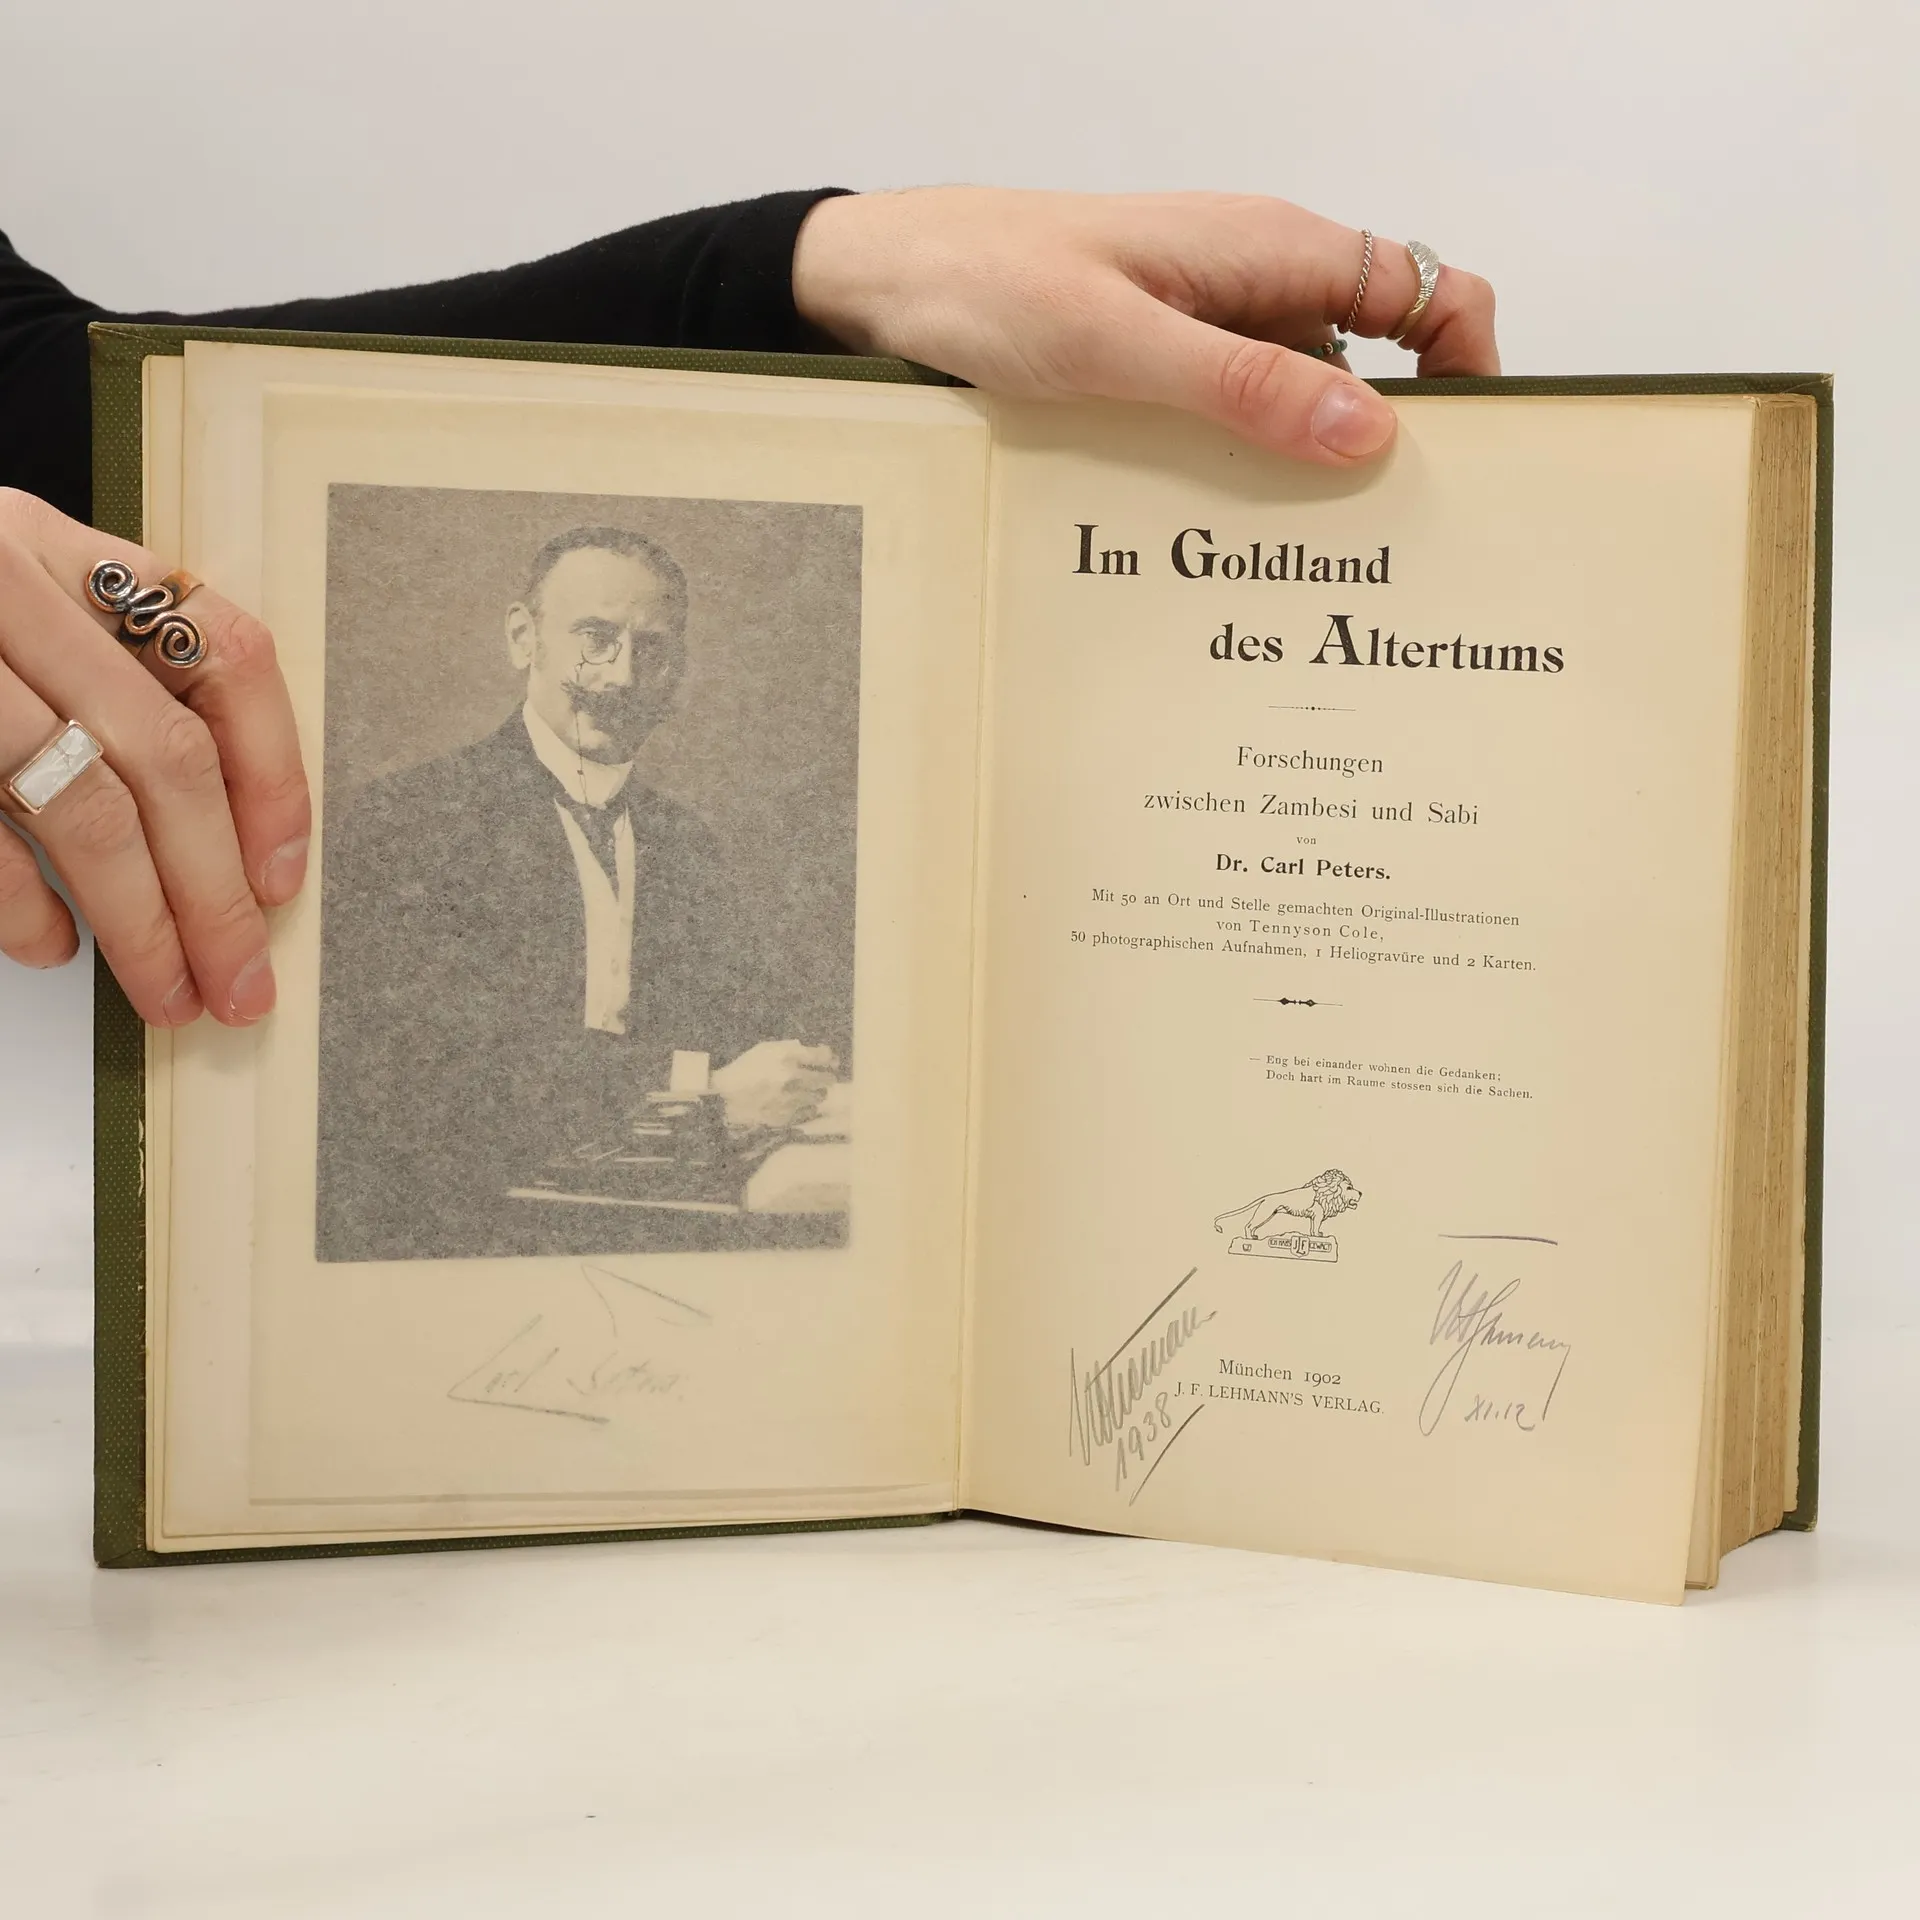 Carl Peters.
Im Goldland
des Altertums
Forschungen
zwischen Zambesi und Sabi
von
Dr. Carl Peters.
Mit 50 an Ort und Stelle gemachten Original-Illustrationen
von Tennyson Cole,
50 photographischen Aufnahmen, 1 Heliogravüre und 2 Karten.
— Eng bei einander wohnen die Gedanken;
Doch hart im Raume stossen sich die Sachen.
München 1902
J. F. LEHMANN'S VERLAG.
1938
XI.12